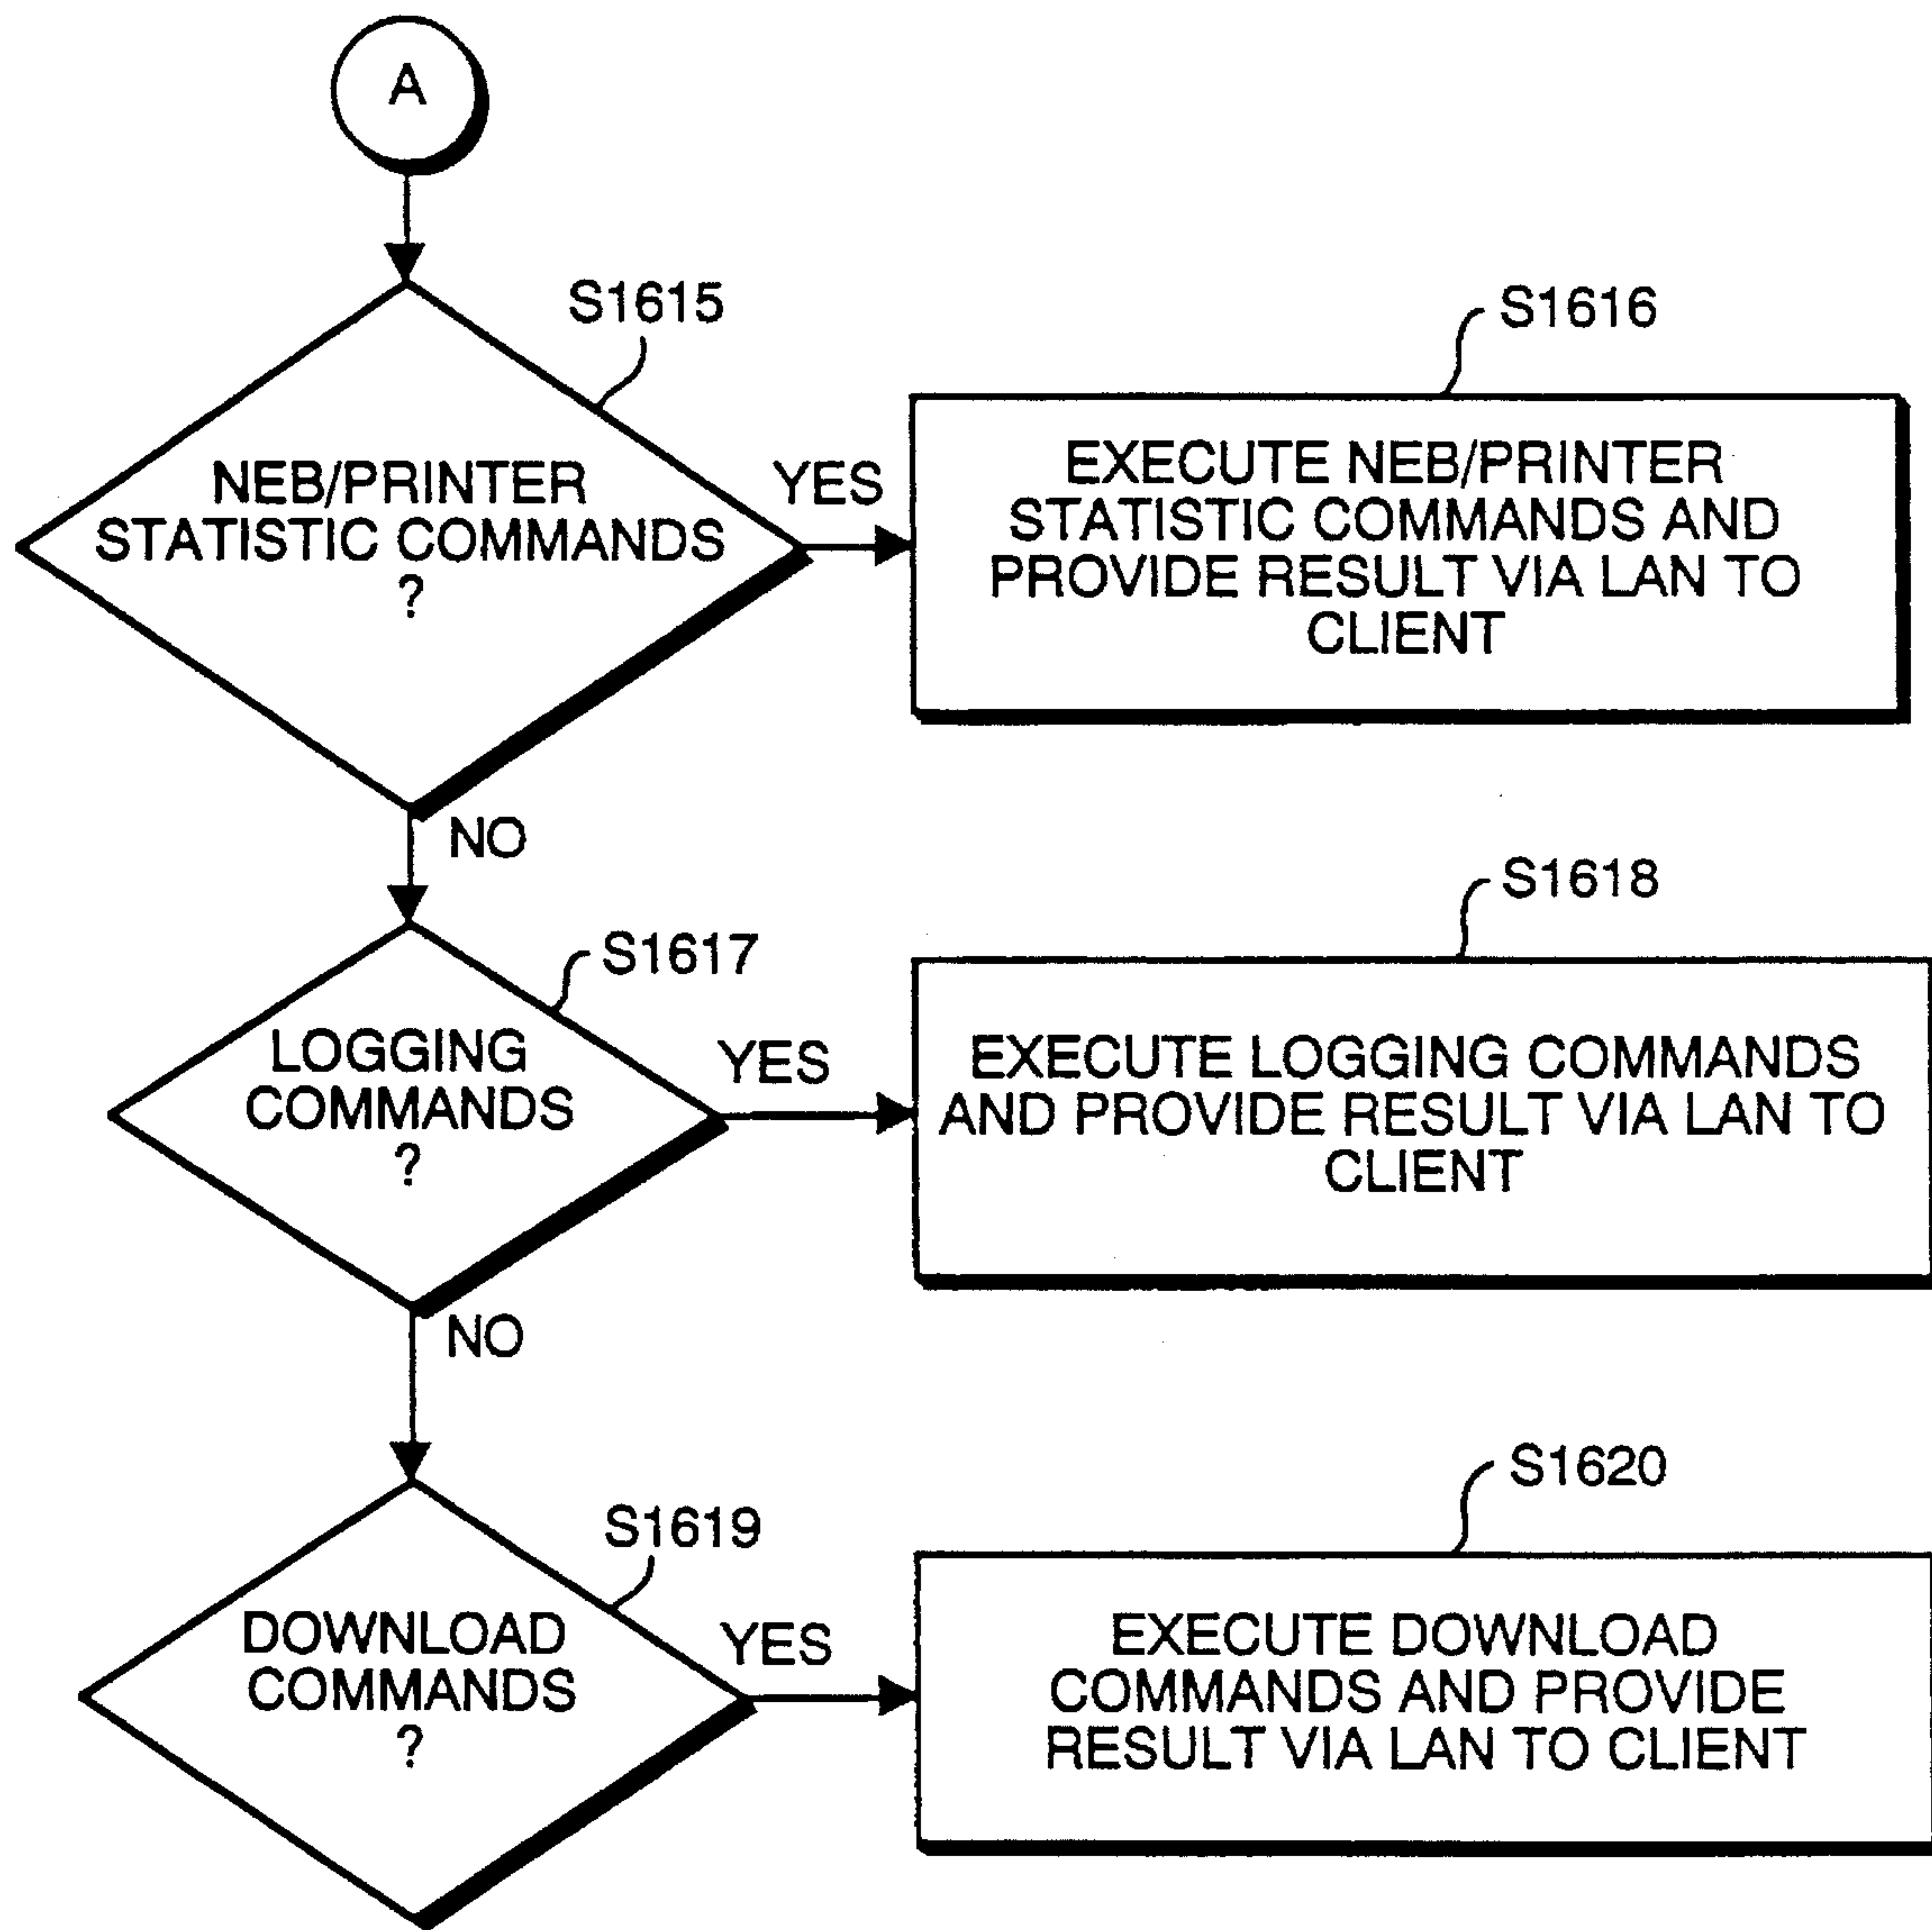 A
S1615
NEB/PRINTER
STATISTIC COMMANDS
?
YES
S1616
EXECUTE NEB/PRINTER
STATISTIC COMMANDS AND
PROVIDE RESULT VIA LAN TO
CLIENT
NO
S1617
LOGGING
COMMANDS
?
YES
S1618
EXECUTE LOGGING COMMANDS
AND PROVIDE RESULT VIA LAN TO
CLIENT
NO
S1619
DOWNLOAD
COMMANDS
?
YES
S1620
EXECUTE DOWNLOAD
COMMANDS AND PROVIDE
RESULT VIA LAN TO CLIENT